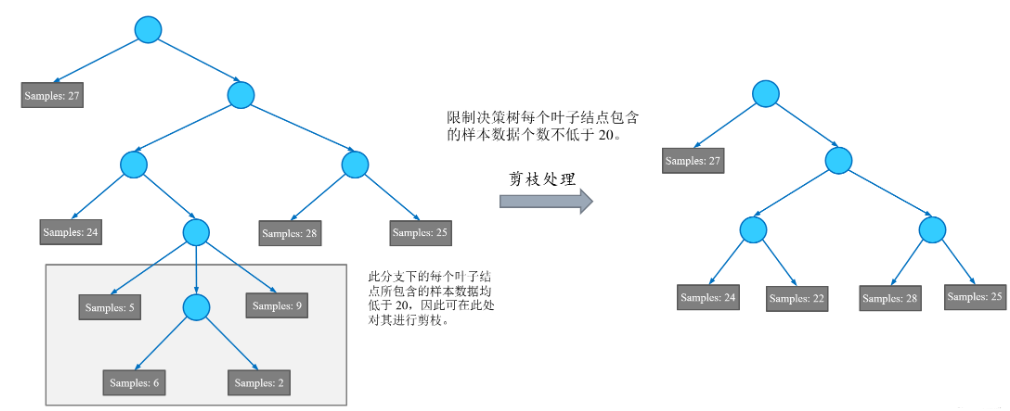 Samples: 27
Samples: 24
Samples: 28
Samples: 25
Samples: 5
Samples: 9
Samples: 6
Samples: 2
此分支下的每个叶子结
点所包含的样本数据均
低于 20，因此可在此处
对其进行剪枝。
限制决策树每个叶子结点包含
的样本数据个数不低于 20。
剪枝处理
Samples: 27
Samples: 24
Samples: 22
Samples: 28
Samples: 25